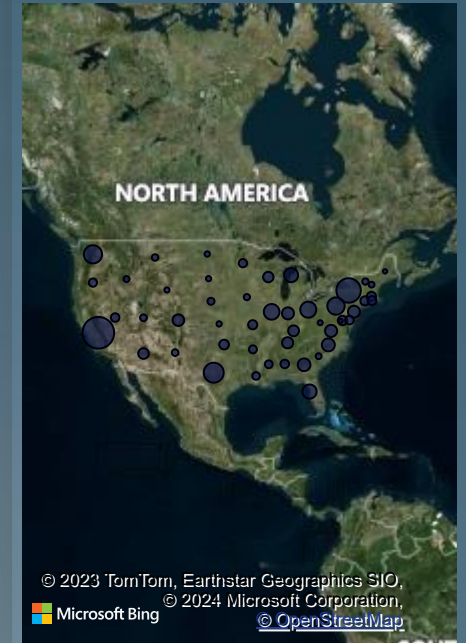 NORTH AMERICA
© 2023 TomTom, Earthstar Geographics SIO,
© 2024 Microsoft Corporation,
Microsoft Bing
© OpenStreetMap